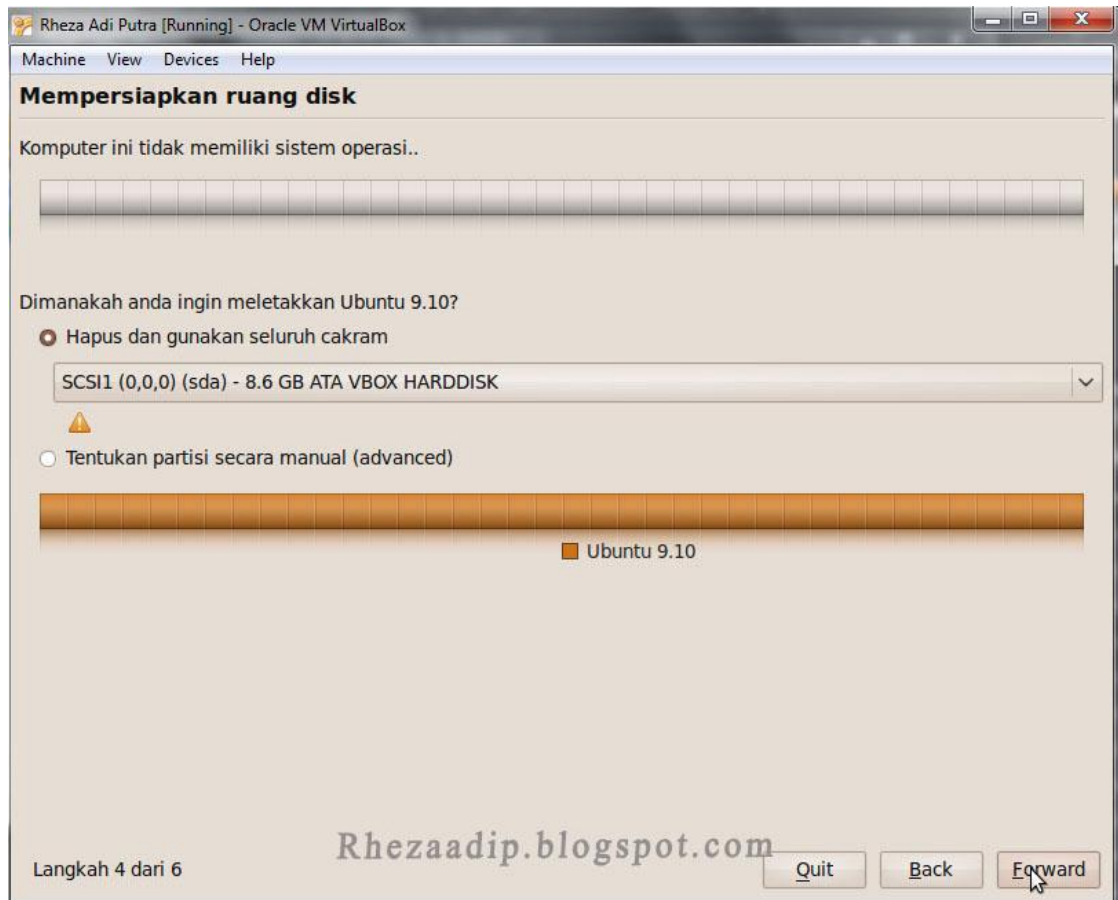 Rheza Adi Putra [Running] - Oracle VM VirtualBox
Machine View Devices Help
Mempersiapkan ruang disk
Komputer ini tidak memiliki sistem operasi..
Dimanakah anda ingin meletakkan Ubuntu 9.10?
Hapus dan gunakan seluruh cakram
SCSI1 (0,0,0) (sda) - 8.6 GB ATA VBOX HARDDISK
Tentukan partisi secara manual (advanced)
Ubuntu 9.10
Rhezaadip.blogspot.com
Langkah 4 dari 6
Quit Back Forward